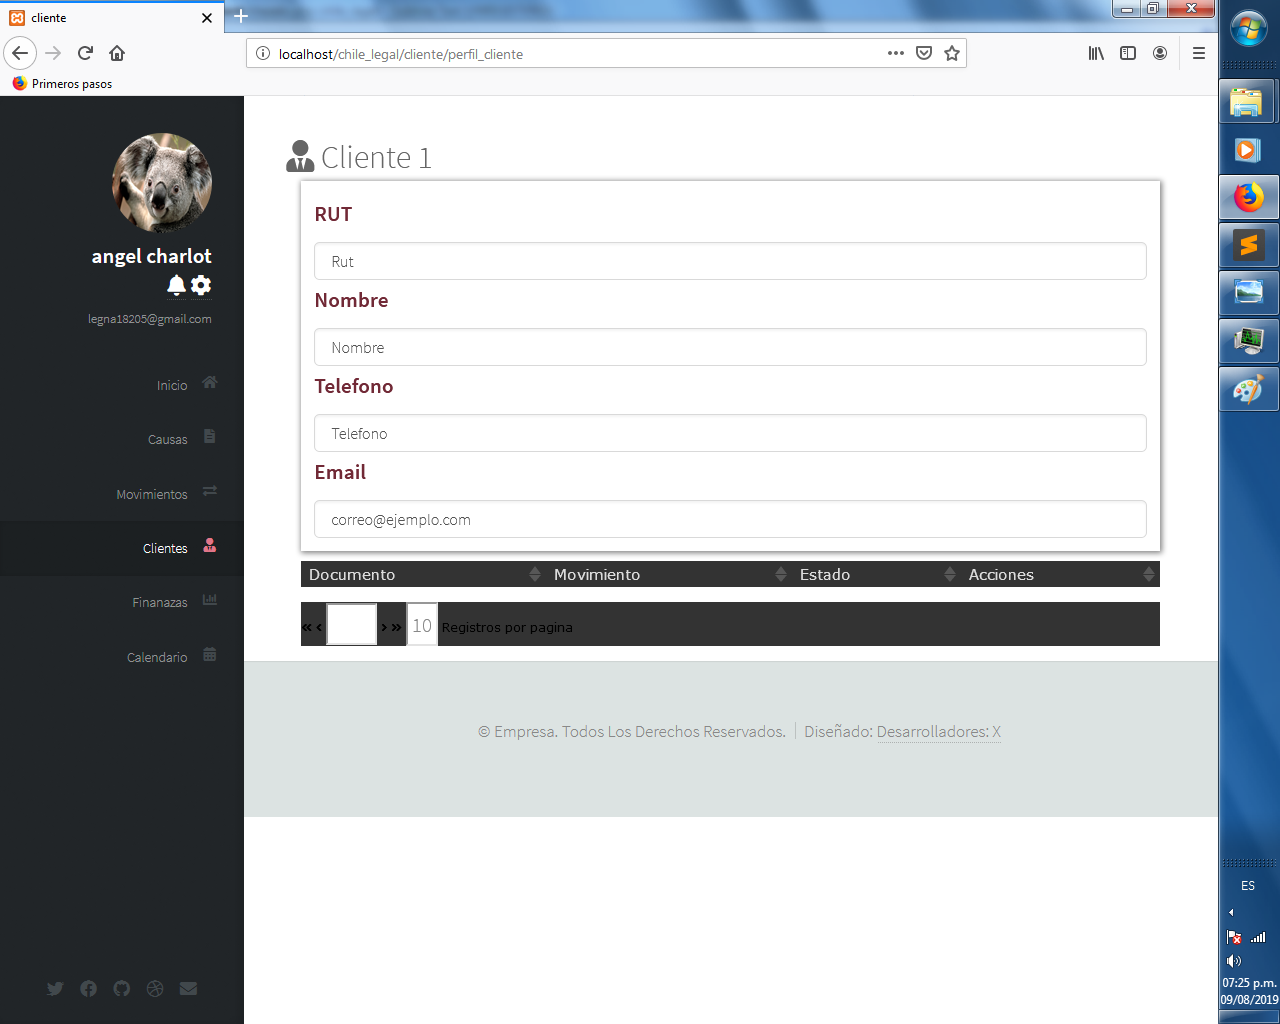 cliente
localhost/chile_legal/cliente/perfil_cliente
Primeros pasos
angel charlot
legna18205@gmail.com
Inicio
Causas
Movimientos
Clientes
Finanazas
Calendario
Cliente 1
RUT
Rut
Nombre
Nombre
Telefono
Telefono
Email
correo@ejemplo.com
Documento Movimiento Estado Acciones
10 Registros por pagina
© Empresa. Todos Los Derechos Reservados. Diseñado: Desarrolladores: X
ES
07:25 p.m.
09/08/2019